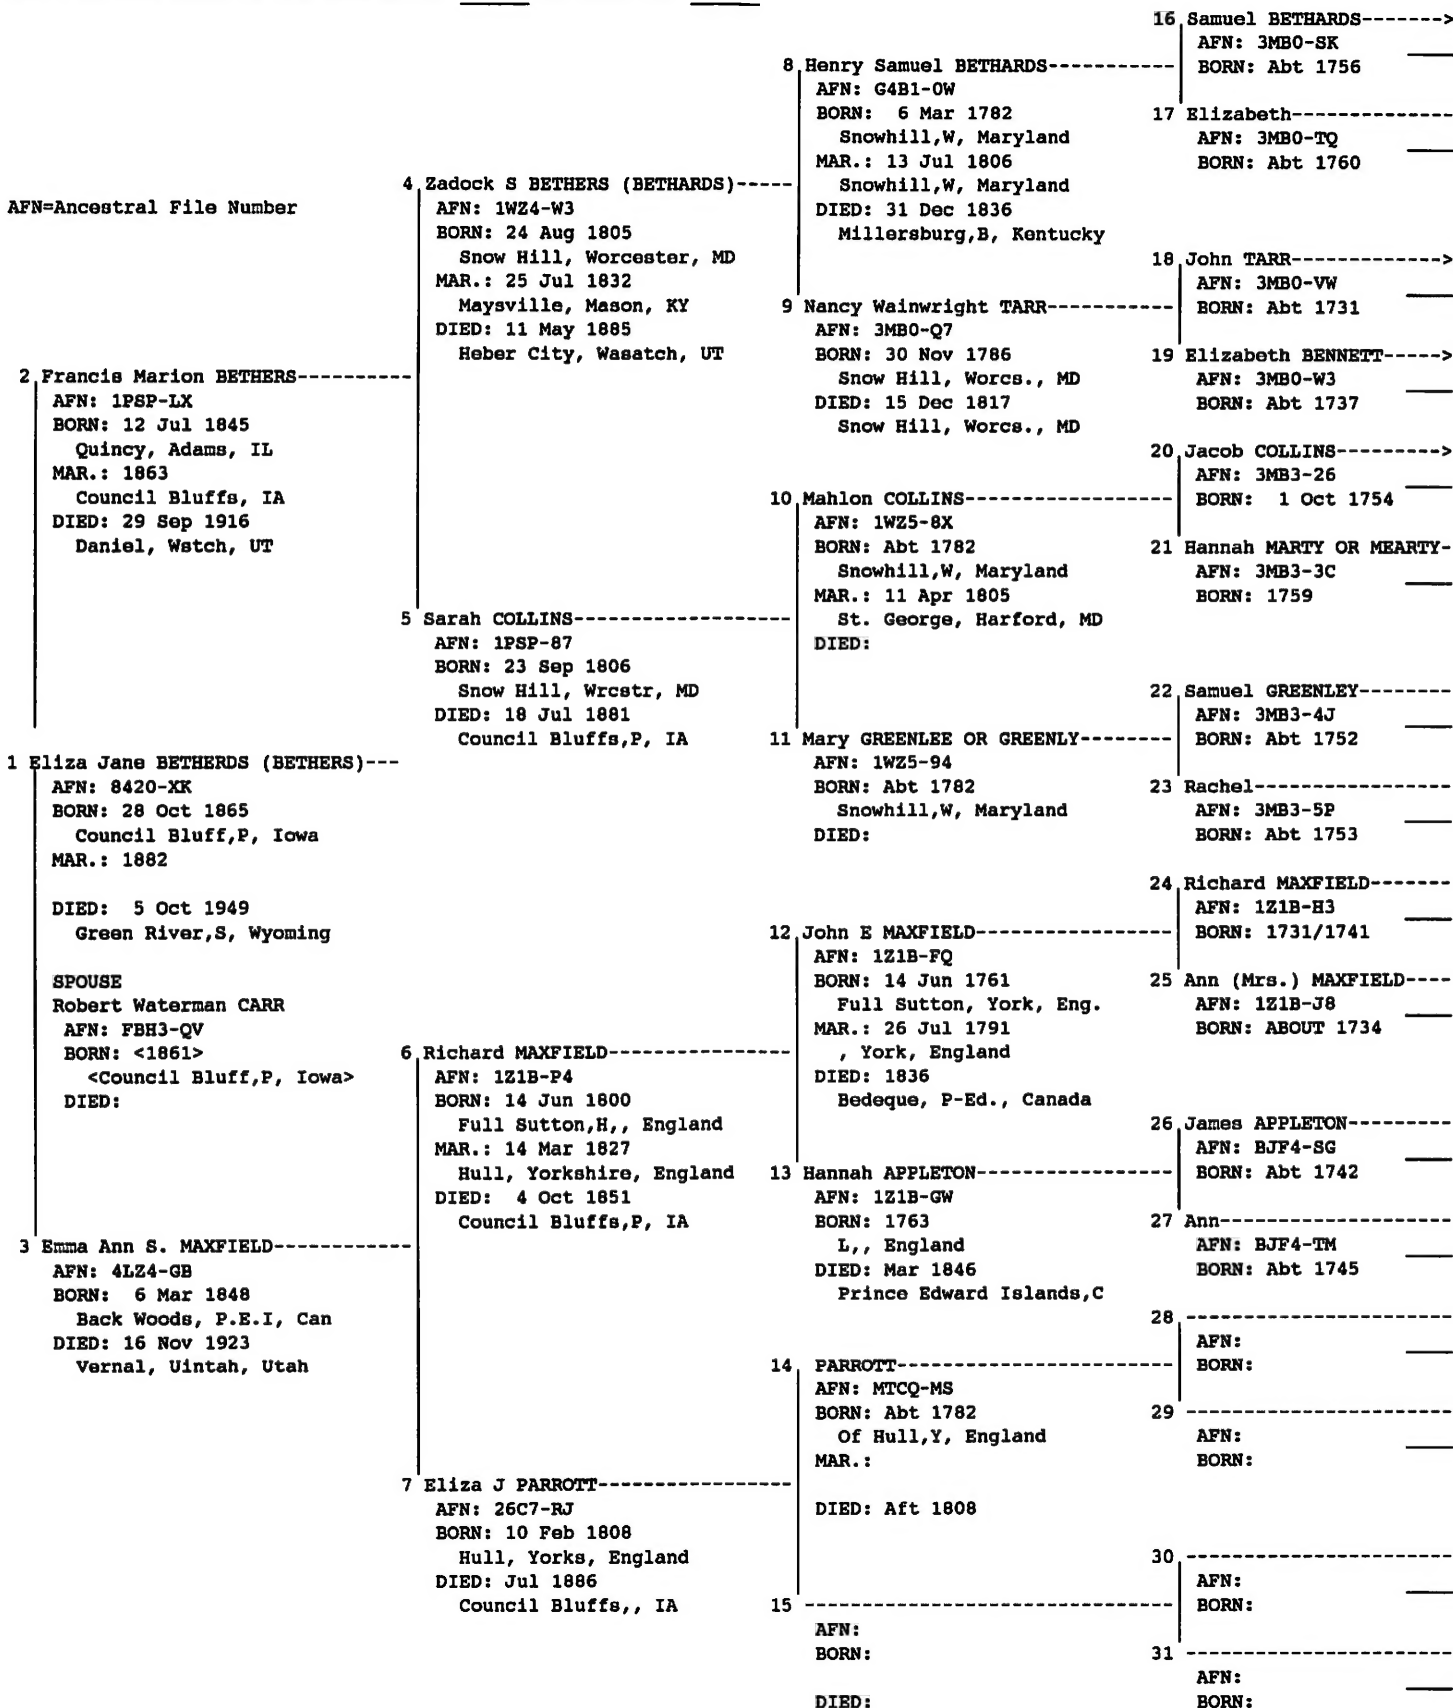 AFN=Ancestral File Number
1 Eliza Jane BETHERDS (BETHERS)---
AFN: 8420-XK
BORN: 28 Oct 1865
Council Bluff,P, Iowa
MAR.: 1882
DIED: 5 Oct 1949
Green River,S, Wyoming
SPOUSE
Robert Waterman CARR
AFN: FBH3-QV
BORN: <1861>
<Council Bluff,P, Iowa>
DIED:
2 Francis Marion BETHERS----------
AFN: 1PSP-LX
BORN: 12 Jul 1845
Quincy, Adams, IL
MAR.: 1863
Council Bluffs, IA
DIED: 29 Sep 1916
Daniel, Wstch, UT
3 Emma Ann S. MAXFIELD------------
AFN: 4LZ4-GB
BORN: 6 Mar 1848
Back Woods, P.E.I, Can
DIED: 16 Nov 1923
Vernal, Uintah, Utah
4 Zadock S BETHERS (BETHARDS)-----
AFN: 1WZ4-W3
BORN: 24 Aug 1805
Snow Hill, Worcester, MD
MAR.: 25 Jul 1832
Maysville, Mason, KY
DIED: 11 May 1885
Heber City, Wasatch, UT
5 Sarah COLLINS-------------------
AFN: 1PSP-87
BORN: 23 Sep 1806
Snow Hill, Wrcstr, MD
DIED: 18 Jul 1881
Council Bluffs,P, IA
6 Richard MAXFIELD----------------
AFN: 1Z1B-P4
BORN: 14 Jun 1800
Full Sutton,H,, England
MAR.: 14 Mar 1827
Hull, Yorkshire, England
DIED: 4 Oct 1851
Council Bluffs,P, IA
7 Eliza J PARROTT-----------------
AFN: 26C7-RJ
BORN: 10 Feb 1808
Hull, Yorks, England
DIED: Jul 1886
Council Bluffs,, IA
8 Henry Samuel BETHARDS-----------
AFN: G4B1-0W
BORN: 6 Mar 1782
Snowhill,W, Maryland
MAR.: 13 Jul 1806
Snowhill,W, Maryland
DIED: 31 Dec 1836
Millersburg,B, Kentucky
9 Nancy Wainwright TARR-----------
AFN: 3MB0-Q7
BORN: 30 Nov 1786
Snow Hill, Worcs., MD
DIED: 15 Dec 1817
Snow Hill, Worcs., MD
10 Mahlon COLLINS------------------
AFN: 1WZ5-8X
BORN: Abt 1782
Snowhill,W, Maryland
MAR.: 11 Apr 1805
St. George, Harford, MD
DIED:
11 Mary GREENLEE OR GREENLY--------
AFN: 1WZ5-94
BORN: Abt 1782
Snowhill,W, Maryland
DIED:
12 John E MAXFIELD-----------------
AFN: 1Z1B-FQ
BORN: 14 Jun 1761
Full Sutton, York, Eng.
MAR.: 26 Jul 1791
, York, England
DIED: 1836
Bedeque, P-Ed., Canada
13 Hannah APPLETON-----------------
AFN: 1Z1B-GW
BORN: 1763
L,, England
DIED: Mar 1846
Prince Edward Islands,C
14 PARROTT------------------------
AFN: MTCQ-MS
BORN: Abt 1782
Of Hull,Y, England
MAR.:
DIED: Aft 1808
15 --------------------------------
AFN:
BORN:
DIED:
16 Samuel BETHARDS------->
AFN: 3MB0-SK
BORN: Abt 1756
17 Elizabeth--------------
AFN: 3MB0-TQ
BORN: Abt 1760
18 John TARR------------->
AFN: 3MB0-VW
BORN: Abt 1731
19 Elizabeth BENNETT----->
AFN: 3MB0-W3
BORN: Abt 1737
20 Jacob COLLINS--------->
AFN: 3MB3-26
BORN: 1 Oct 1754
21 Hannah MARTY OR MEARTY-
AFN: 3MB3-3C
BORN: 1759
22 Samuel GREENLEY--------
AFN: 3MB3-4J
BORN: Abt 1752
23 Rachel-----------------
AFN: 3MB3-5P
BORN: Abt 1753
24 Richard MAXFIELD-------
AFN: 1Z1B-H3
BORN: 1731/1741
25 Ann (Mrs.) MAXFIELD----
AFN: 1Z1B-J8
BORN: ABOUT 1734
26 James APPLETON---------
AFN: BJF4-SG
BORN: Abt 1742
27 Ann--------------------
AFN: BJF4-TM
BORN: Abt 1745
28 -----------------------
AFN:
BORN:
29 -----------------------
AFN:
BORN:
30 -----------------------
AFN:
BORN:
31 -----------------------
AFN:
BORN: